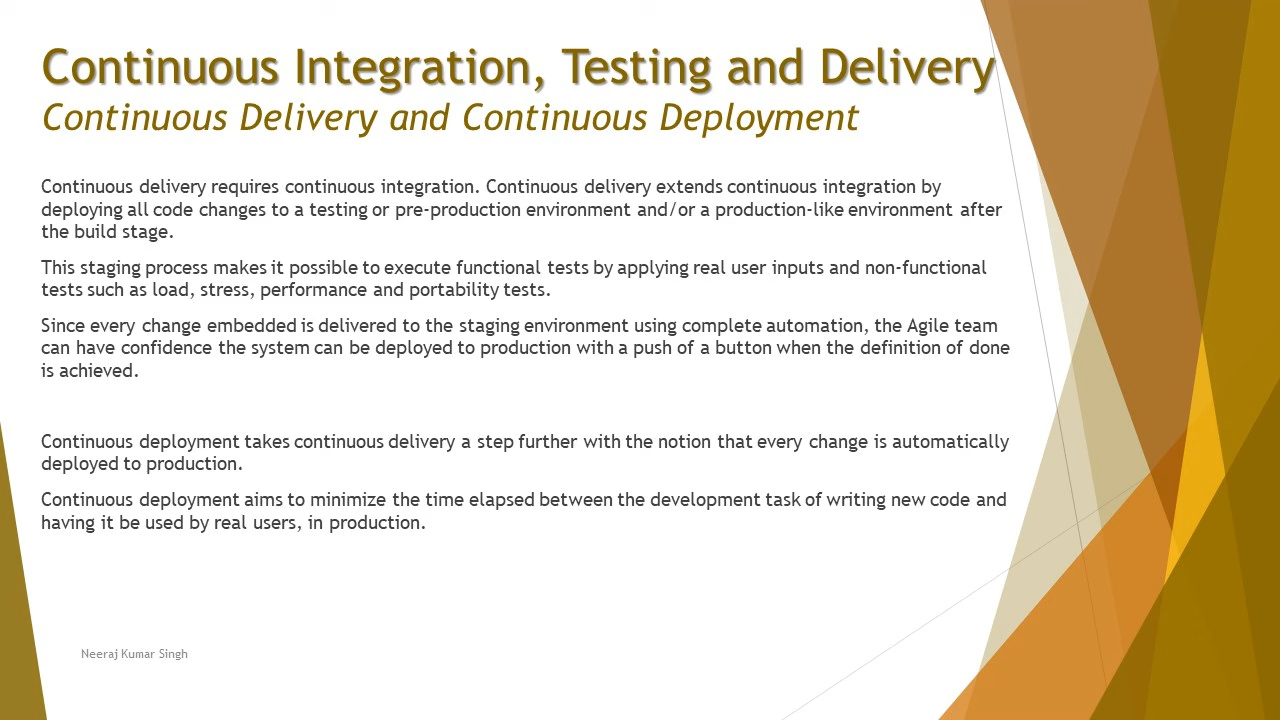 Continuous Integration, Testing and Delivery
Continuous Delivery and Continuous Deployment
Continuous delivery requires continuous integration. Continuous delivery extends continuous integration by
deploying all code changes to a testing or pre-production environment and/or a production-like environment after
the build stage.
This staging process makes it possible to execute functional tests by applying real user inputs and non-functional
tests such as load, stress, performance and portability tests.
Since every change embedded is delivered to the staging environment using complete automation, the Agile team
can have confidence the system can be deployed to production with a push of a button when the definition of done
is achieved.
Continuous deployment takes continuous delivery a step further with the notion that every change is automatically
deployed to production.
Continuous deployment aims to minimize the time elapsed between the development task of writing new code and
having it be used by real users, in production.
Neeraj Kumar Singh